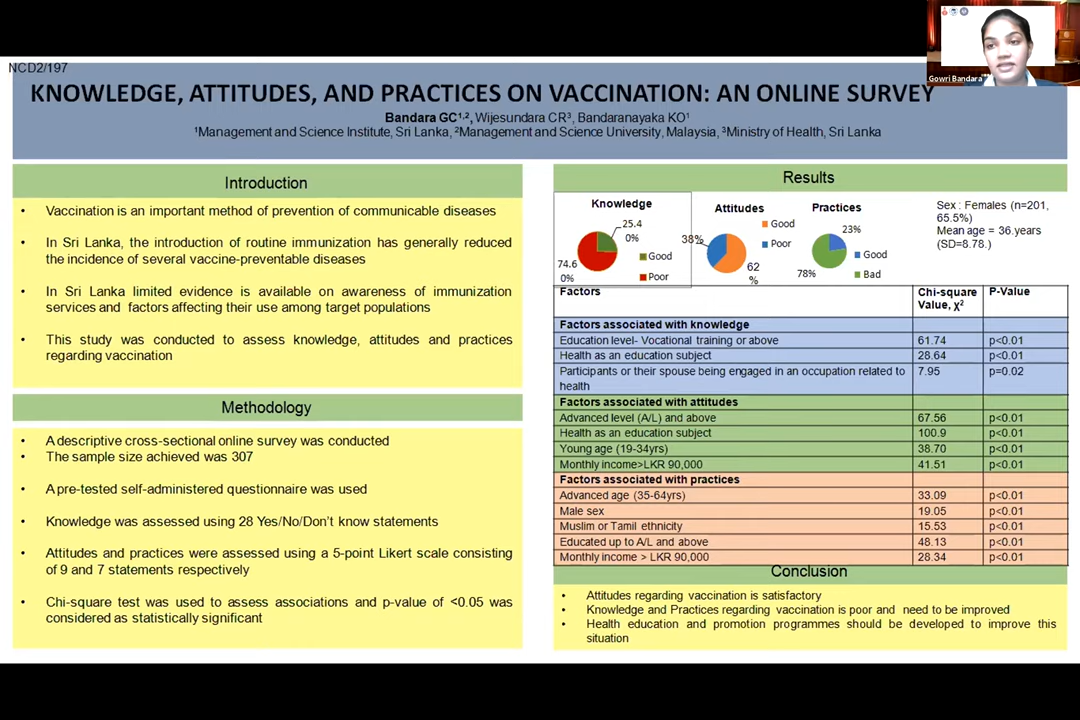 NCD2/197
Gowri Bandara
KNOWLEDGE, ATTITUDES, AND PRACTICES ON VACCINATION: AN ONLINE SURVEY
Bandara GC¹·², Wijesundara CR³, Bandaranayaka KO¹
¹Management and Science Institute, Sri Lanka, ²Management and Science University, Malaysia, ³Ministry of Health, Sri Lanka
Introduction
• Vaccination is an important method of prevention of communicable diseases
• In Sri Lanka, the introduction of routine immunization has generally reduced
the incidence of several vaccine-preventable diseases
• In Sri Lanka limited evidence is available on awareness of immunization
services and factors affecting their use among target populations
• This study was conducted to assess knowledge, attitudes and practices
regarding vaccination
Methodology
• A descriptive cross-sectional online survey was conducted
• The sample size achieved was 307
• A pre-tested self-administered questionnaire was used
• Knowledge was assessed using 28 Yes/No/Don't know statements
• Attitudes and practices were assessed using a 5-point Likert scale consisting
of 9 and 7 statements respectively
• Chi-square test was used to assess associations and p-value of <0.05 was
considered as statistically significant
Results
Knowledge
25.4
0%
74.6
0%
Good
Poor
Attitudes
38%
62
%
Good
Poor
Practices
23%
78%
Good
Bad
Sex : Females (n=201,
65.5%)
Mean age = 36.years
(SD=8.78.)
Factors Chi-square P-Value
Value, χ²
Factors associated with knowledge
Education level- Vocational training or above 61.74 p<0.01
Health as an education subject 28.64 p<0.01
Participants or their spouse being engaged in an occupation related to 7.95 p=0.02
health
Factors associated with attitudes
Advanced level (A/L) and above 67.56 p<0.01
Health as an education subject 100.9 p<0.01
Young age (19-34yrs) 38.70 p<0.01
Monthly income>LKR 90,000 41.51 p<0.01
Factors associated with practices
Advanced age (35-64yrs) 33.09 p<0.01
Male sex 19.05 p<0.01
Muslim or Tamil ethnicity 15.53 p<0.01
Educated up to A/L and above 48.13 p<0.01
Monthly income > LKR 90,000 28.34 p<0.01
Conclusion
• Attitudes regarding vaccination is satisfactory
• Knowledge and Practices regarding vaccination is poor and need to be improved
• Health education and promotion programmes should be developed to improve this
situation